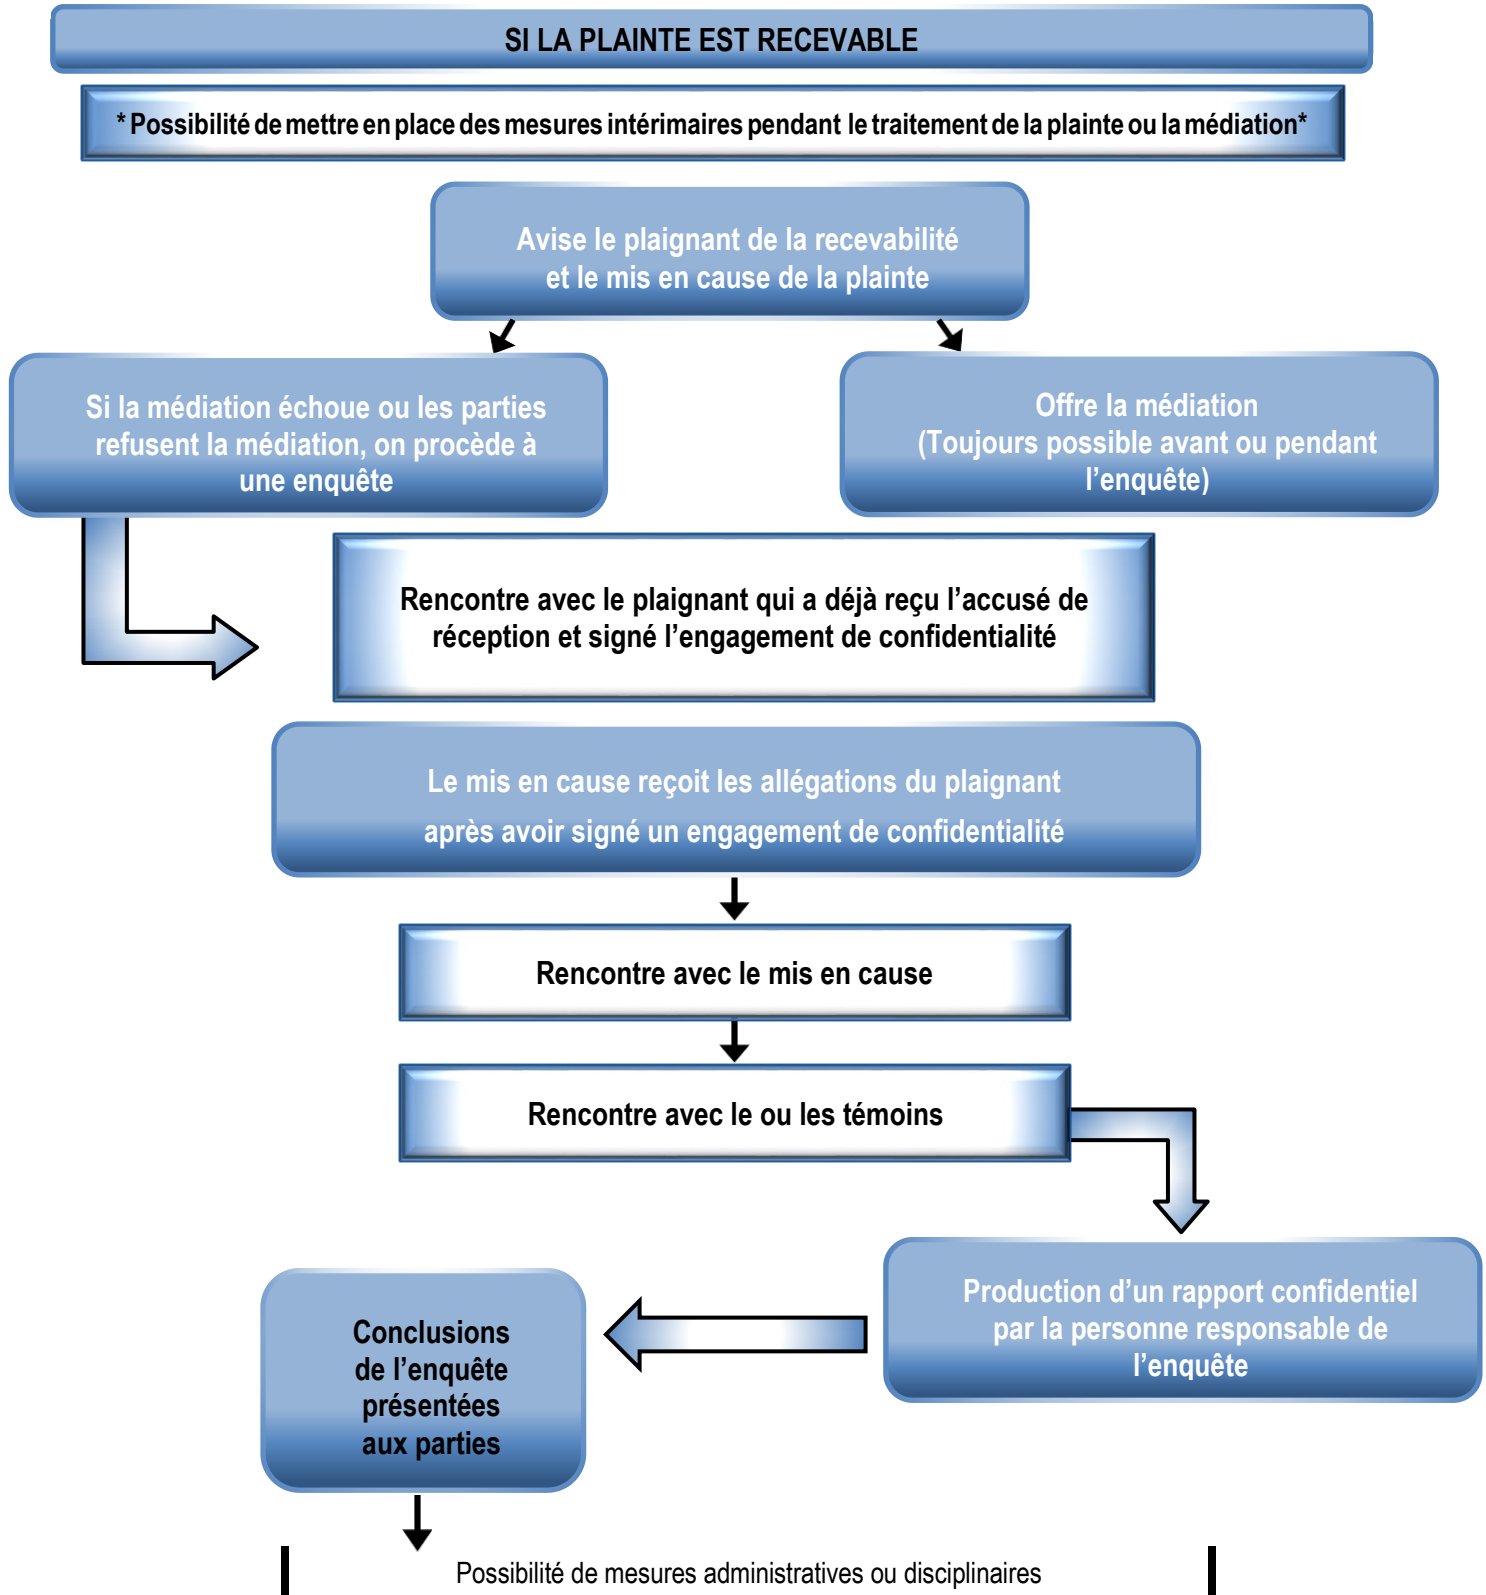 SI LA PLAINTE EST RECEVABLE
* Possibilité de mettre en place des mesures intérimaires pendant le traitement de la plainte ou la médiation*
Avise le plaignant de la recevabilité
et le mis en cause de la plainte
Si la médiation échoue ou les parties
refusent la médiation, on procède à
une enquête
Offre la médiation
(Toujours possible avant ou pendant
l’enquête)
Rencontre avec le plaignant qui a déjà reçu l’accusé de
réception et signé l’engagement de confidentialité
Le mis en cause reçoit les allégations du plaignant
après avoir signé un engagement de confidentialité
Rencontre avec le mis en cause
Rencontre avec le ou les témoins
Production d’un rapport confidentiel
par la personne responsable de
l’enquête
Conclusions
de l’enquête
présentées
aux parties
Possibilité de mesures administratives ou disciplinaires